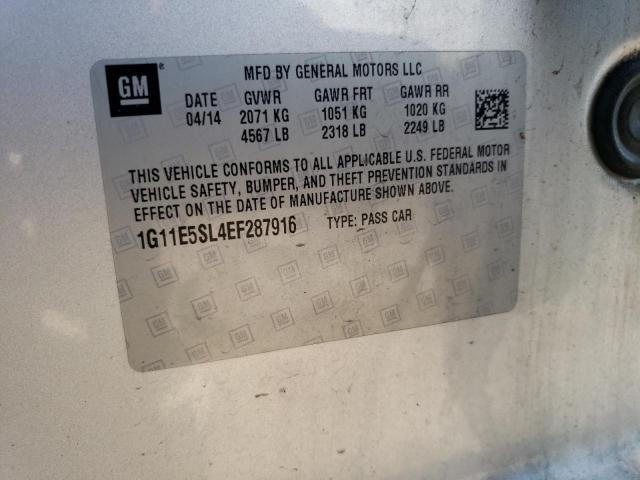 GM
MFD BY GENERAL MOTORS LLC
DATE GVWR GAWR FRT GAWR RR
04/14 2071 KG 1051 KG 1020 KG
4567 LB 2318 LB 2249 LB
THIS VEHICLE CONFORMS TO ALL APPLICABLE U.S. FEDERAL MOTOR
VEHICLE SAFETY, BUMPER, AND THEFT PREVENTION STANDARDS IN
EFFECT ON THE DATE OF MANUFACTURE SHOWN ABOVE.
1G11E5SL4EF287916 TYPE: PASS CAR